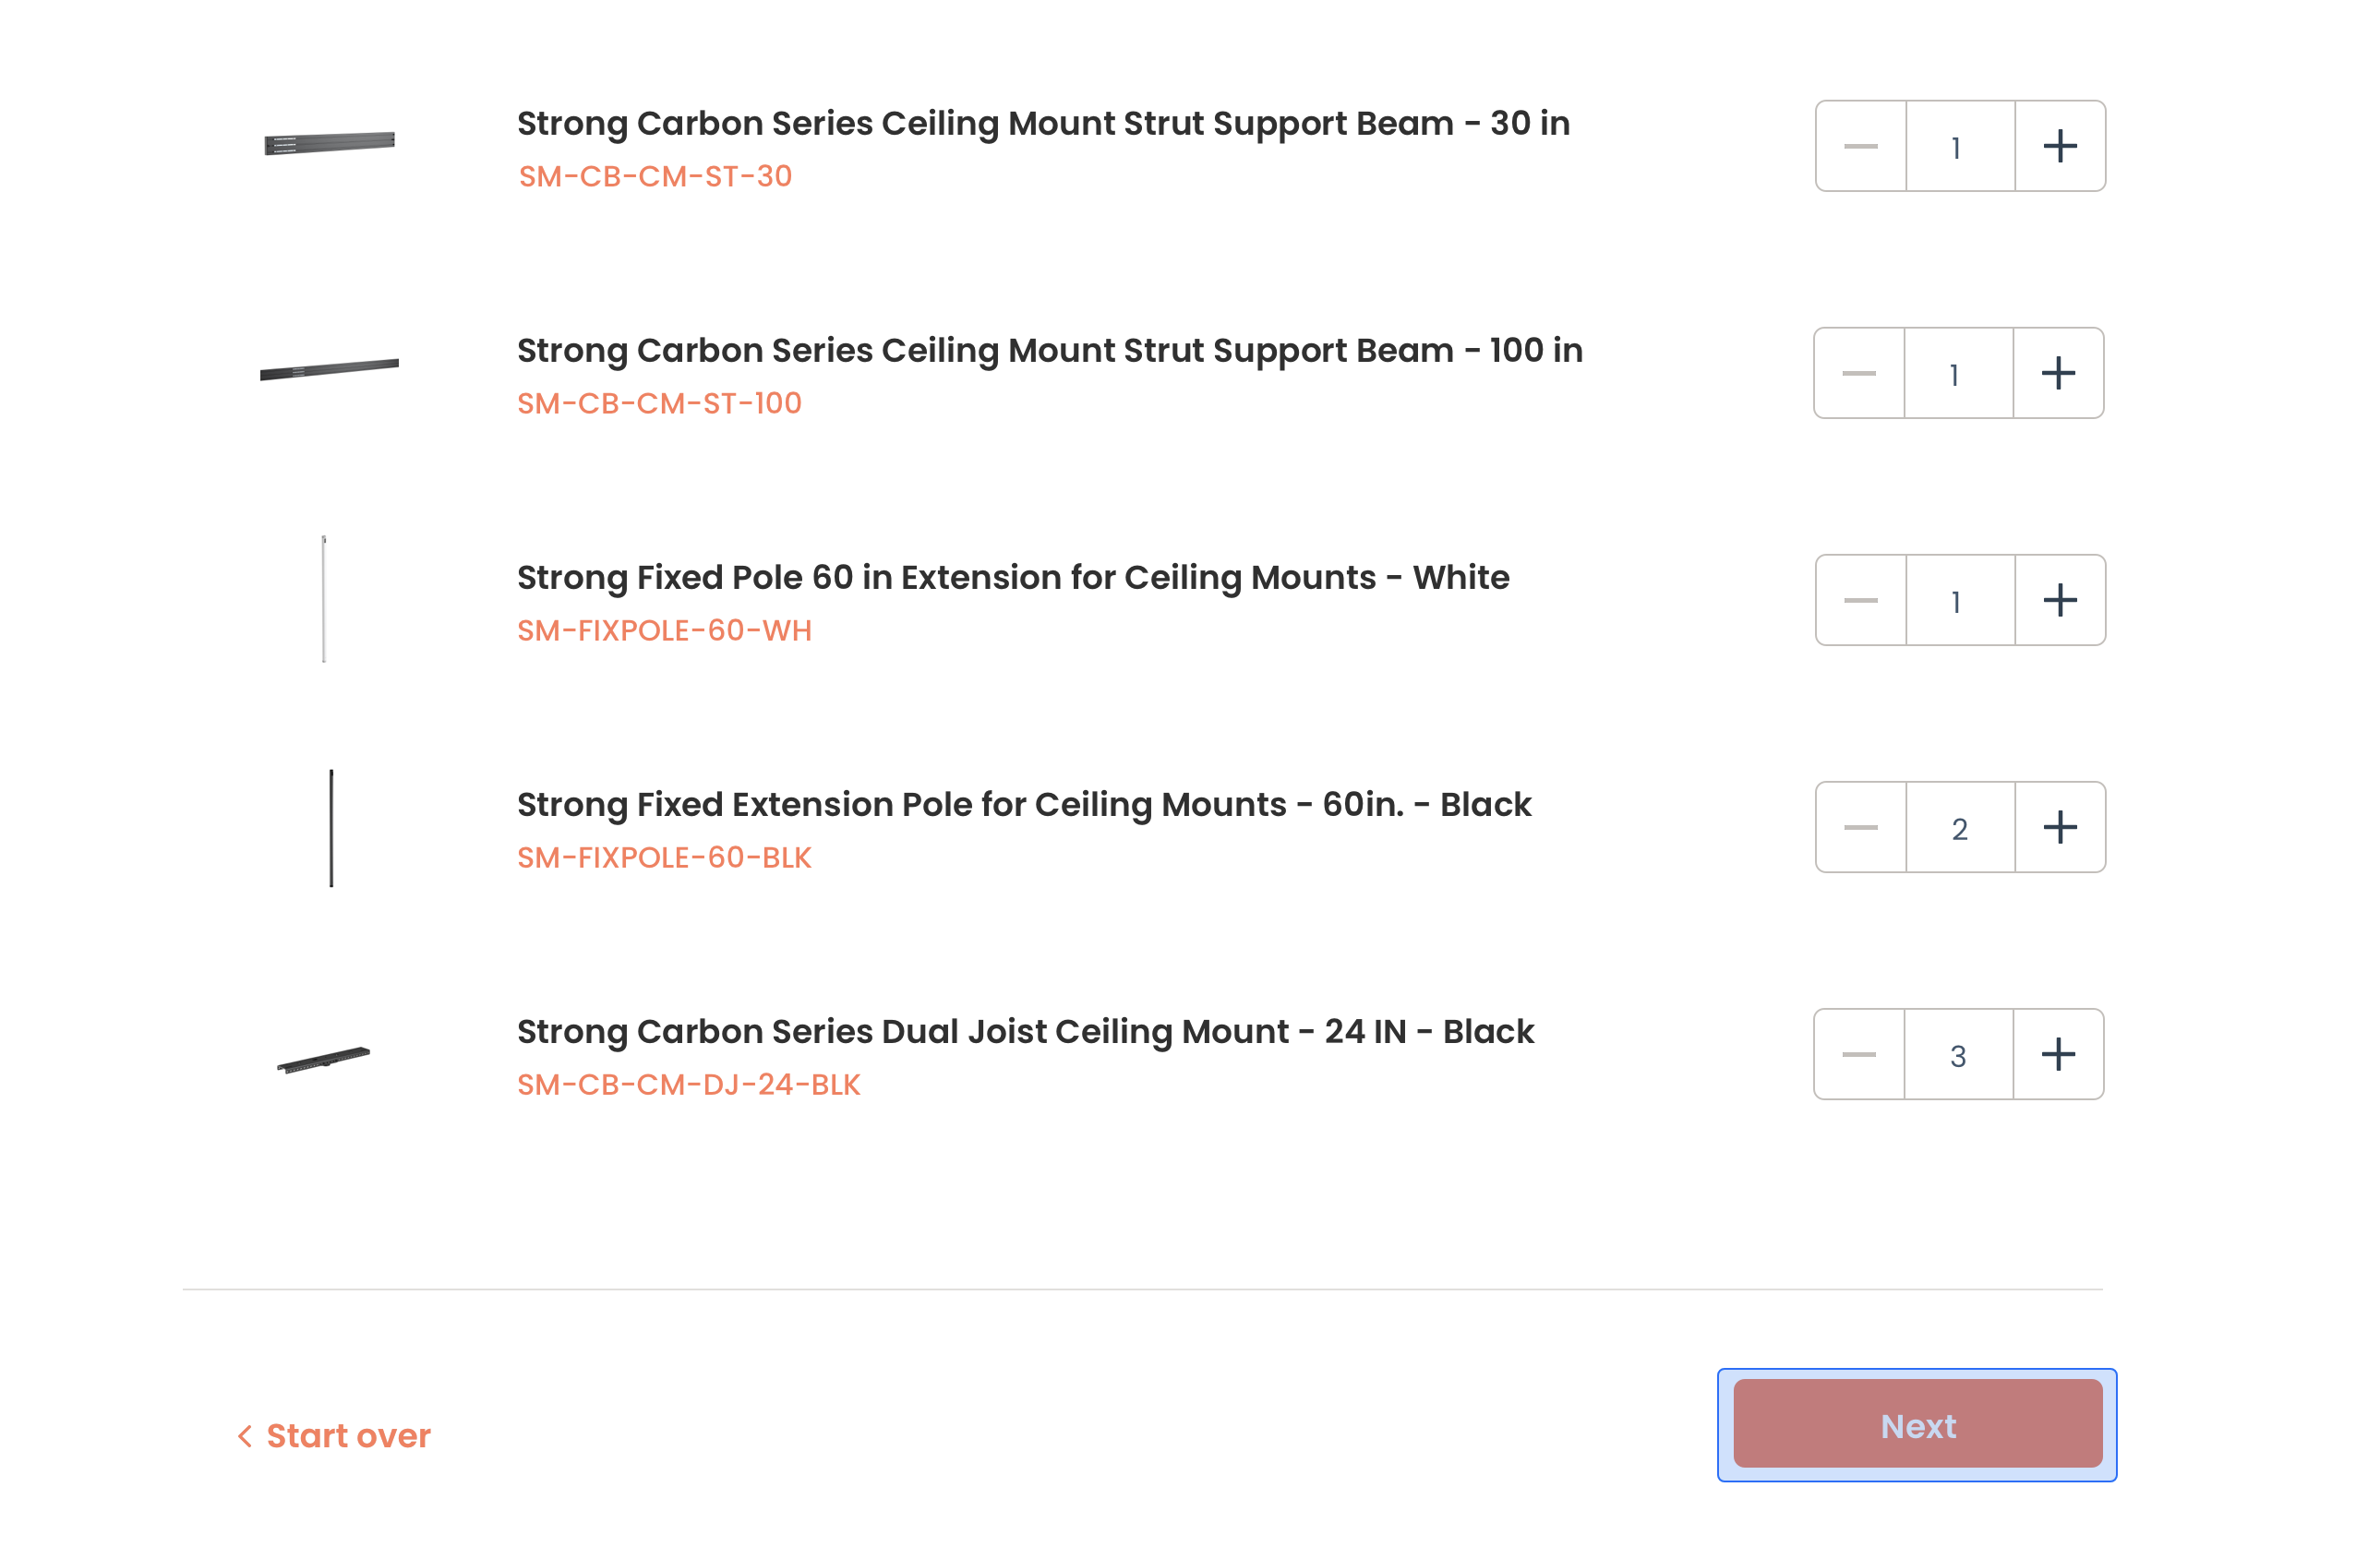 Strong Carbon Series Ceiling Mount Strut Support Beam - 30 in
SM-CB-CM-ST-30
1
Strong Carbon Series Ceiling Mount Strut Support Beam - 100 in
SM-CB-CM-ST-100
1
Strong Fixed Pole 60 in Extension for Ceiling Mounts - White
SM-FIXPOLE-60-WH
1
Strong Fixed Extension Pole for Ceiling Mounts - 60in. - Black
SM-FIXPOLE-60-BLK
2
Strong Carbon Series Dual Joist Ceiling Mount - 24 IN - Black
SM-CB-CM-DJ-24-BLK
3
Start over
Next